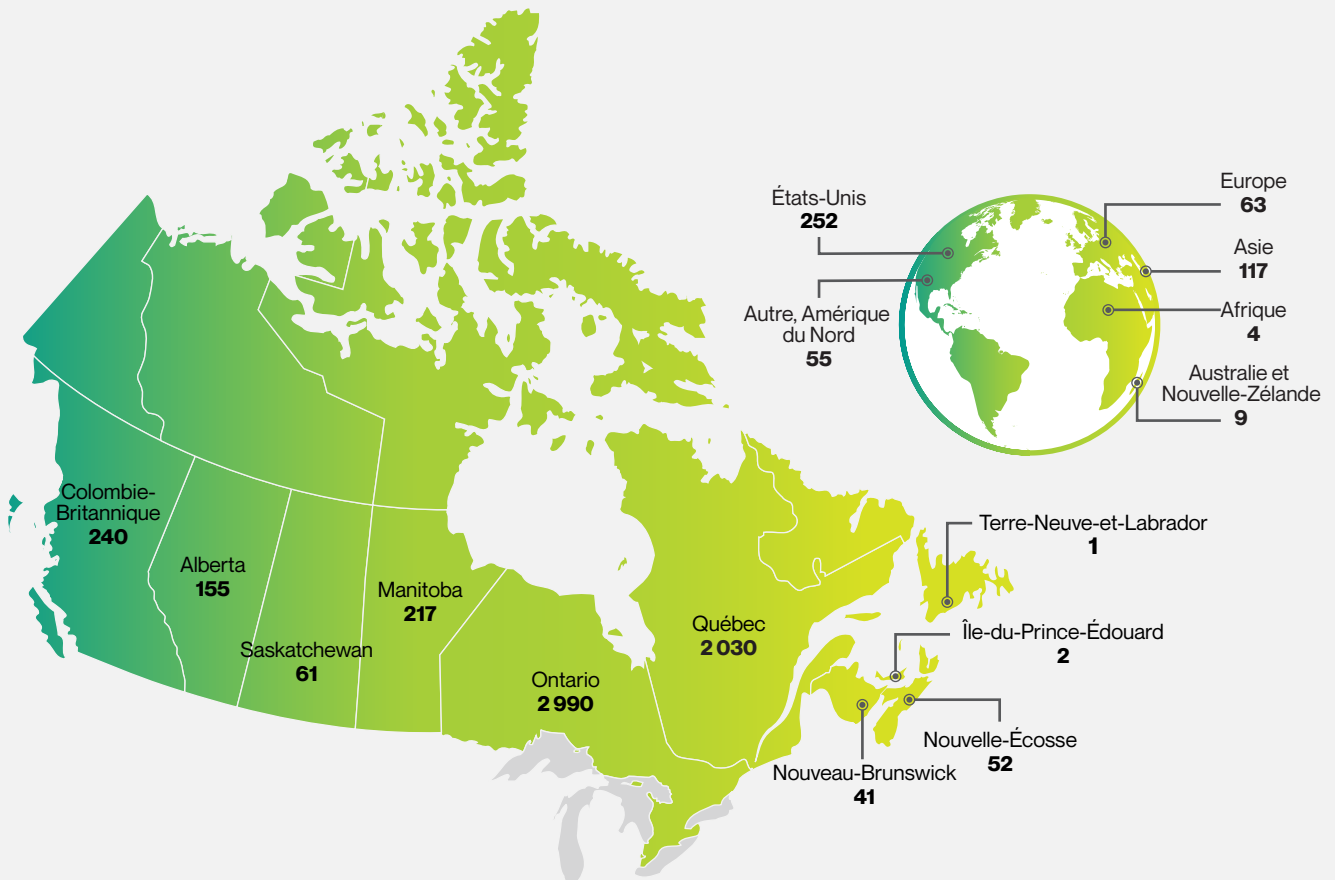 États-Unis
252
Autre, Amérique
du Nord
55
Europe
63
Asie
117
Afrique
4
Australie et
Nouvelle-Zélande
9
Colombie-
Britannique
240
Alberta
155
Saskatchewan
61
Manitoba
217
Ontario
2 990
Québec
2 030
Terre-Neuve-et-Labrador
1
Île-du-Prince-Édouard
2
Nouvelle-Écosse
52
Nouveau-Brunswick
41